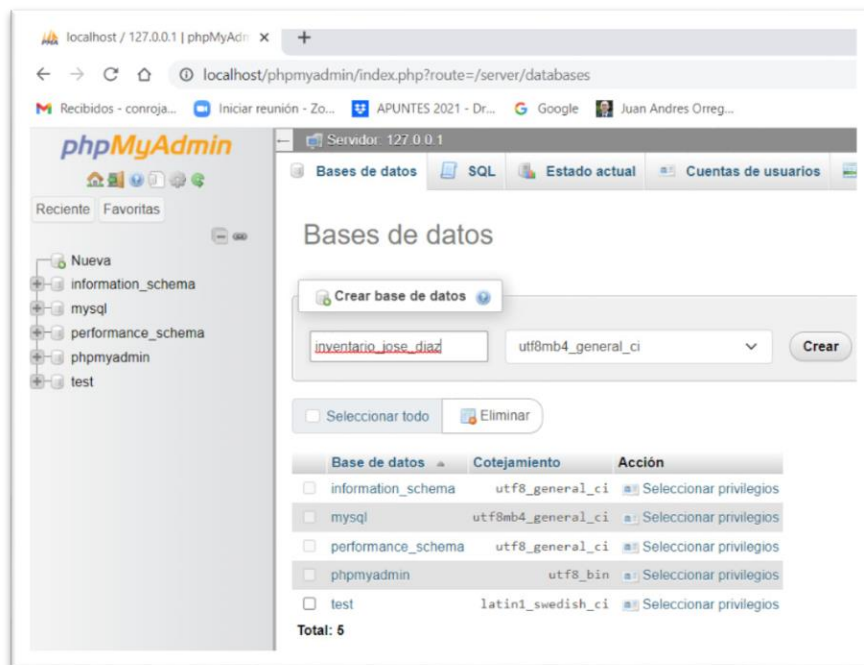 localhost / 127.0.0.1 | phpMyAdm
localhost/phpmyadmin/index.php?route=/server/databases
Recibidos - conroja... Iniciar reunión - Zo... APUNTES 2021 - Dr... Google Juan Andres Orreg...
phpMyAdmin
Reciente Favoritas
Nueva
information_schema
mysql
performance_schema
phpmyadmin
test
Servidor: 127.0.0.1
Bases de datos SQL Estado actual Cuentas de usuarios
Bases de datos
Crear base de datos
inventario_jose_diaz utf8mb4_general_ci Crear
Seleccionar todo Eliminar
Base de datos Cotejamiento Acción
information_schema utf8_general_ci Seleccionar privilegios
mysql utf8mb4_general_ci Seleccionar privilegios
performance_schema utf8_general_ci Seleccionar privilegios
phpmyadmin utf8_bin Seleccionar privilegios
test latin1_swedish_ci Seleccionar privilegios
Total: 5